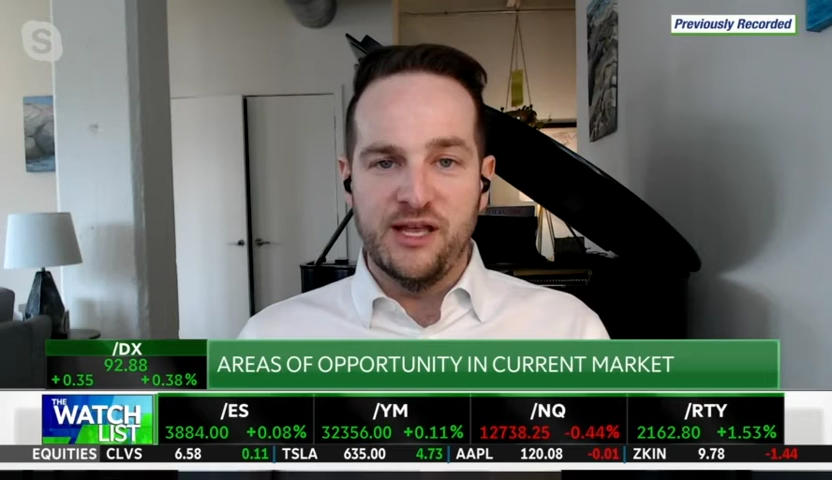 S
Previously Recorded
/DX
92.88
+0.35 +0.38%
AREAS OF OPPORTUNITY IN CURRENT MARKET
THE
WATCH
LIST
/ES
3884.00 +0.08%
/YM
32356.00 +0.11%
/NQ
12738.25 -0.44%
/RTY
2162.80 +1.53%
EQUITIES CLVS 6.58 0.11 TSLA 635.00 4.73 AAPL 120.08 -0.01 ZKIN 9.78 -1.44